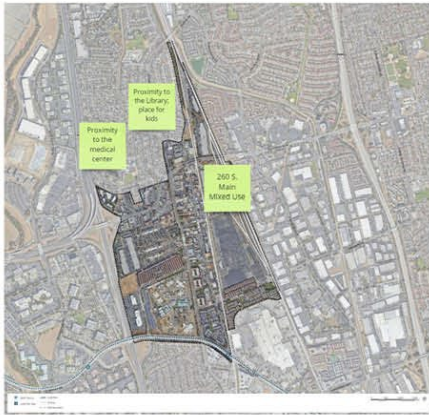 Proximity to
the Library;
place for
kids
Proximity
to the
medical
center
260 S.
Main
Mixed Use